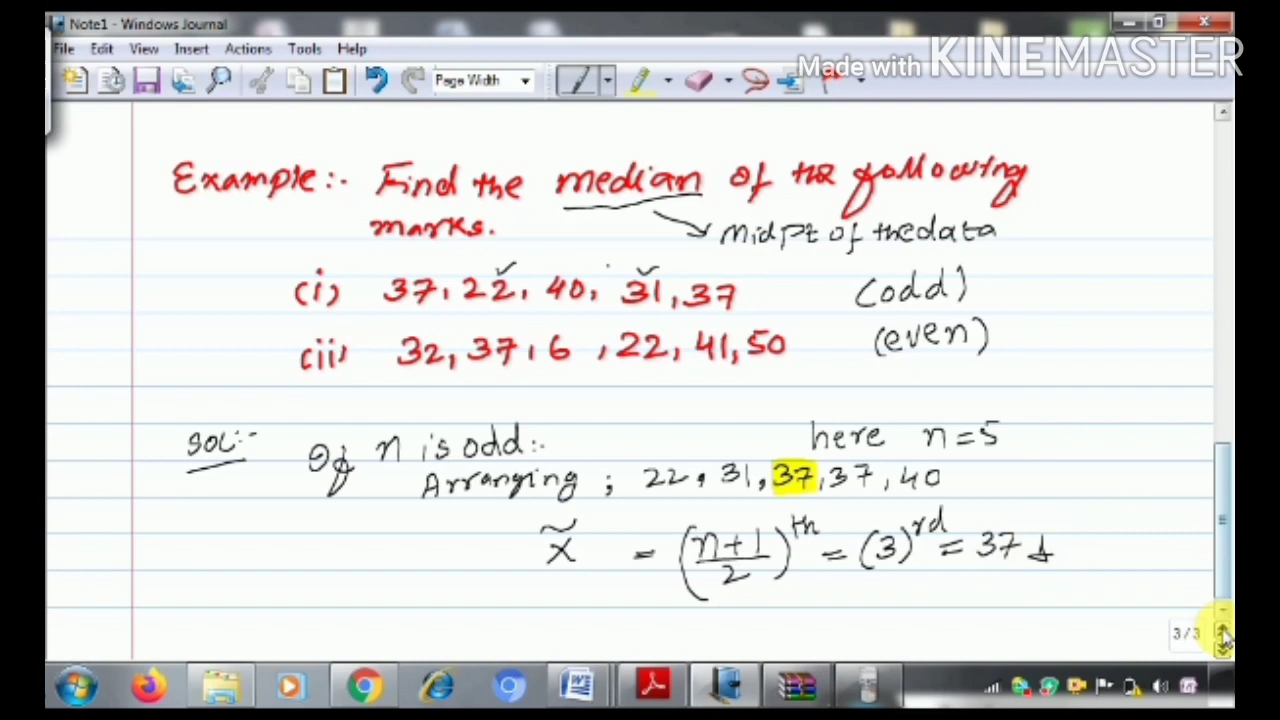 Note1 - Windows Journal
File Edit View Insert Actions Tools Help
Made with KINEMASTER
Page Width
Example:- Find the median of the following
marks.
midpt of the data
(i) 37, 22, 40, 31, 37 (odd)
(ii) 32, 37, 6, 22, 41, 50 (even)
SOL:- If n is odd:- here n=5
Arranging ; 22, 31, 37, 37, 40
x̃ = (n+1/2)^th = (3)^rd = 37
3/3